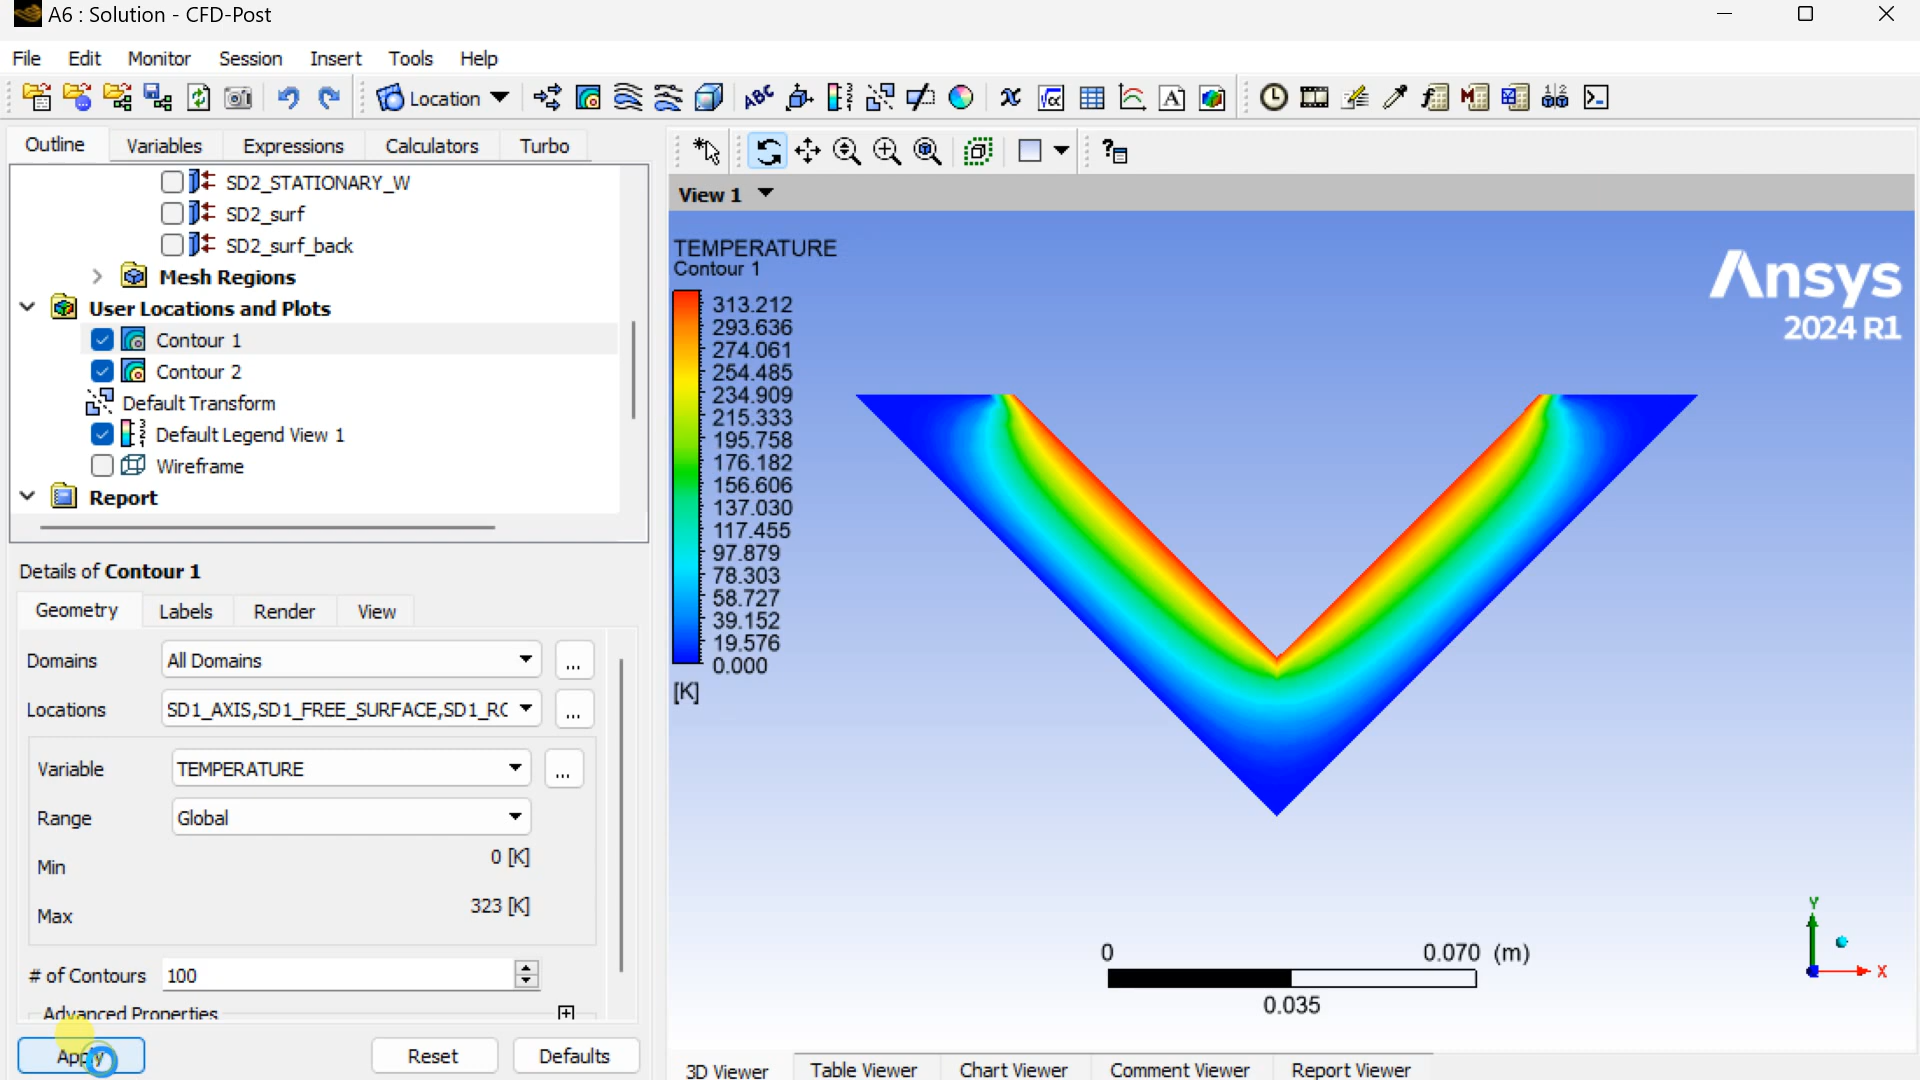 A6 : Solution - CFD-Post
File Edit Monitor Session Insert Tools Help
Location
Outline Variables Expressions Calculators Turbo
SD2_STATIONARY_W
SD2_surf
SD2_surf_back
Mesh Regions
User Locations and Plots
Contour 1
Contour 2
Default Transform
Default Legend View 1
Wireframe
Report
Details of Contour 1
Geometry Labels Render View
Domains All Domains ...
Locations SD1_AXIS,SD1_FREE_SURFACE,SD1_RC ...
Variable TEMPERATURE ...
Range Global
Min 0 [K]
Max 323 [K]
# of Contours 100
Advanced Properties
Apply Reset Defaults
View 1
TEMPERATURE
Contour 1
313.212
293.636
274.061
254.485
234.909
215.333
195.758
176.182
156.606
137.030
117.455
97.879
78.303
58.727
39.152
19.576
0.000
[K]
Ansys
2024 R1
0 0.070 (m)
0.035
Y
X
3D Viewer Table Viewer Chart Viewer Comment Viewer Report Viewer